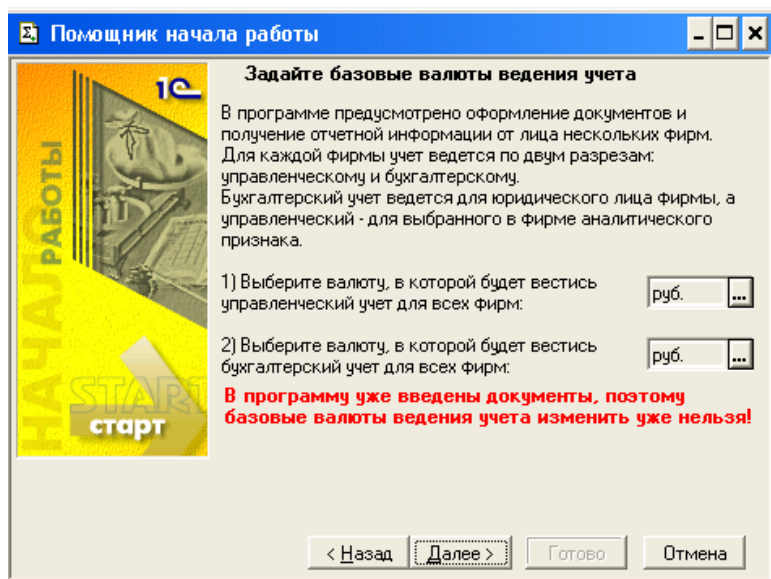 Помощник начала работы
1С
НАЧАЛО
РАБОТЫ
START
старт
Задайте базовые валюты ведения учета
В программе предусмотрено оформление документов и
получение отчетной информации от лица нескольких фирм.
Для каждой фирмы учет ведется по двум разрезам:
управленческому и бухгалтерскому.
Бухгалтерский учет ведется для юридического лица фирмы, а
управленческий - для выбранного в фирме аналитического
признака.
1) Выберите валюту, в которой будет вестись
управленческий учет для всех фирм:
руб. ...
2) Выберите валюту, в которой будет вестись
бухгалтерский учет для всех фирм:
руб. ...
В программу уже введены документы, поэтому
базовые валюты ведения учета изменить уже нельзя!
< Назад Далее > Готово Отмена